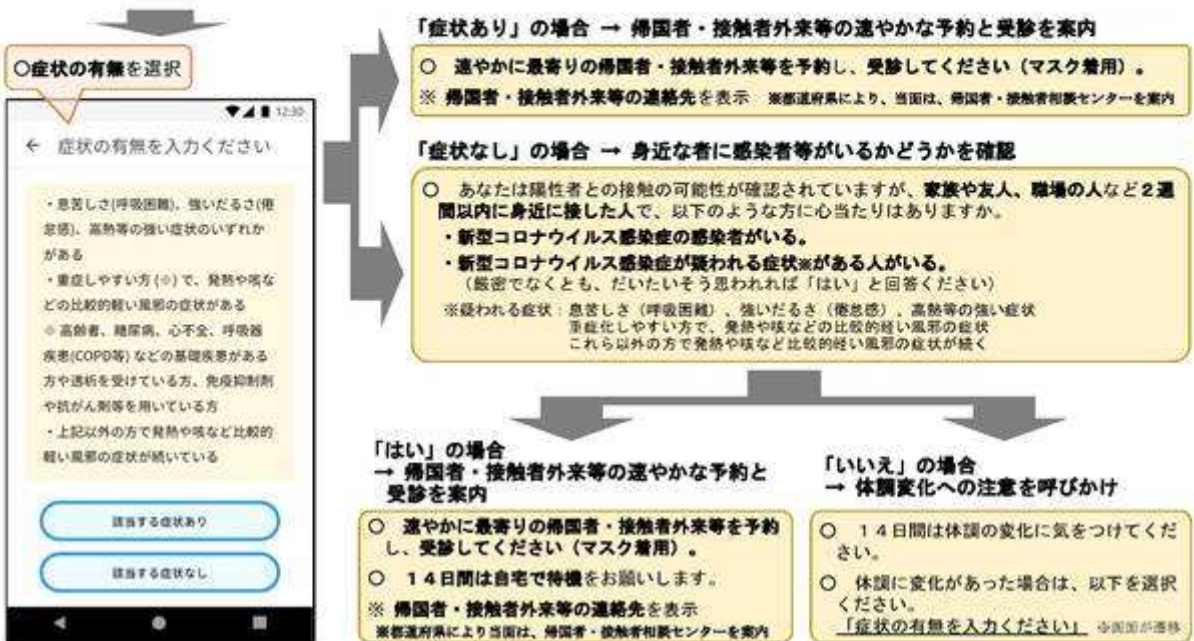 ○症状の有無を選択
12:30
← 症状の有無を入力ください
・息苦しさ(呼吸困難)、強いだるさ(倦
怠感)、高熱等の強い症状のいずれか
がある
・重症しやすい方(※)で、発熱や咳な
どの比較的軽い風邪の症状がある
※高齢者、糖尿病、心不全、呼吸器
疾患(COPD等)などの基礎疾患がある
方や透析を受けている方、免疫抑制剤
や抗がん剤等を用いている方
・上記以外の方で発熱や咳など比較的
軽い風邪の症状が続いている
該当する症状あり
該当する症状なし
「症状あり」の場合 → 帰国者・接触者外来等の速やかな予約と受診を案内
○ 速やかに最寄りの帰国者・接触者外来等を予約し、受診してください(マスク着用)。
※ 帰国者・接触者外来等の連絡先を表示 ※都道府県により、当面は、帰国者・接触者相談センターを案内
「症状なし」の場合 → 身近な者に感染者等がいるかどうかを確認
○ あなたは陽性者との接触の可能性が確認されていますが、家族や友人、職場の人など2週
間以内に身近に接した人で、以下のような方に心当たりはありますか。
・新型コロナウイルス感染症の感染者がいる。
・新型コロナウイルス感染症が疑われる症状※がある人がいる。
(厳密でなくとも、だいたいそう思われれば「はい」と回答ください)
※疑われる症状:息苦しさ(呼吸困難)、強いだるさ(倦怠感)、高熱等の強い症状
重症化しやすい方で、発熱や咳などの比較的軽い風邪の症状
これら以外の方で発熱や咳など比較的軽い風邪の症状が続く
「はい」の場合
→ 帰国者・接触者外来等の速やかな予約と
受診を案内
○ 速やかに最寄りの帰国者・接触者外来等を予約
し、受診してください(マスク着用)。
○ 14日間は自宅で待機をお願いします。
※ 帰国者・接触者外来等の連絡先を表示
※都道府県により当面は、帰国者・接触者相談センターを案内
「いいえ」の場合
→ 体調変化への注意を呼びかけ
○ 14日間は体調の変化に気をつけてくだ
さい。
○ 体調に変化があった場合は、以下を選択
ください。
「症状の有無を入力ください」 ※画面が遷移